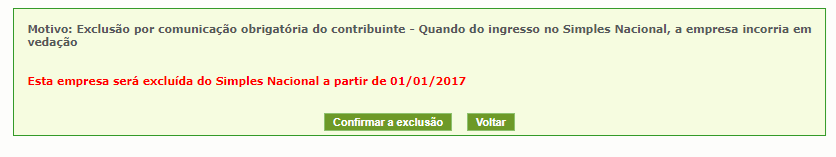 Motivo: Exclusão por comunicação obrigatória do contribuinte - Quando do ingresso no Simples Nacional, a empresa incorria em
vedação
Esta empresa será excluída do Simples Nacional a partir de 01/01/2017
Confirmar a exclusão Voltar